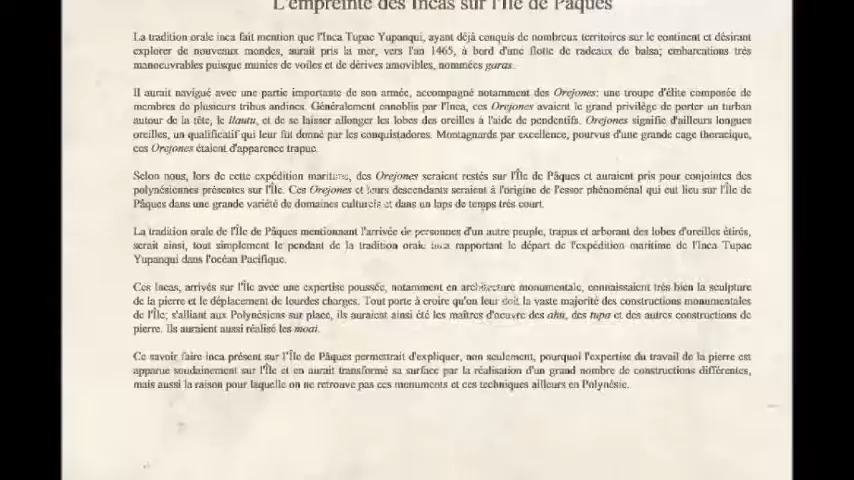 L'empreinte des Incas sur l'Île de Pâques
La tradition orale inca fait mention que l'Inca Tupac Yupanqui, ayant déjà conquis de nombreux territoires sur le continent et désirant
explorer de nouveaux mondes, aurait pris la mer, vers l'an 1465, à bord d'une flotte de radeaux de balsa; embarcations très
manoeuvrables puisque munies de voiles et de dérives amovibles, nommées guras.
Il aurait navigué avec une partie importante de son armée, accompagné notamment des Orejones; une troupe d'élite composée de
membres de plusieurs tribus andines. Généralement ennoblis par l'Inca, ces Orejones avaient le grand privilège de porter un turban
autour de la tête, le llautu, et de se laisser allonger les lobes des oreilles à l'aide de pendentifs. Orejones signifie d'ailleurs longues
oreilles, un qualificatif qui leur fut donné par les conquistadores. Montagnards par excellence, pourvus d'une grande cage thoracique,
ces Orejones étaient d'apparence trapue.
Selon nous, lors de cette expédition maritime, des Orejones seraient restés sur l'Île de Pâques et auraient pris pour conjointes des
polynésiennes présentes sur l'Île. Ces Orejones et leurs descendants seraient à l'origine de l'essor phénoménal qui eut lieu sur l'Île de
Pâques dans une grande variété de domaines culturels et dans un laps de temps très court.
La tradition orale de l'Île de Pâques mentionnant l'arrivée de personnes d'un autre peuple, trapus et arborant des lobes d'oreilles étirés,
serait ainsi, tout simplement le pendant de la tradition orale inca rapportant le départ de l'expédition maritime de l'Inca Tupac
Yupanqui dans l'océan Pacifique.
Ces Incas, arrivés sur l'Île avec une expertise poussée, notamment en architecture monumentale, connaissaient très bien la sculpture
de la pierre et le déplacement de lourdes charges. Tout porte à croire qu'on leur doit la vaste majorité des constructions monumentales
de l'Île; s'alliant aux Polynésiens sur place, ils auraient ainsi été les maîtres d'oeuvre des ahu, des tupa et des autres constructions de
pierre. Ils auraient aussi réalisé les moai.
Ce savoir faire inca présent sur l'Île de Pâques permettrait d'expliquer, non seulement, pourquoi l'expertise du travail de la pierre est
apparue soudainement sur l'Île et en aurait transformé sa surface par la réalisation d'un grand nombre de constructions différentes,
mais aussi la raison pour laquelle on ne retrouve pas ces monuments et ces techniques ailleurs en Polynésie.